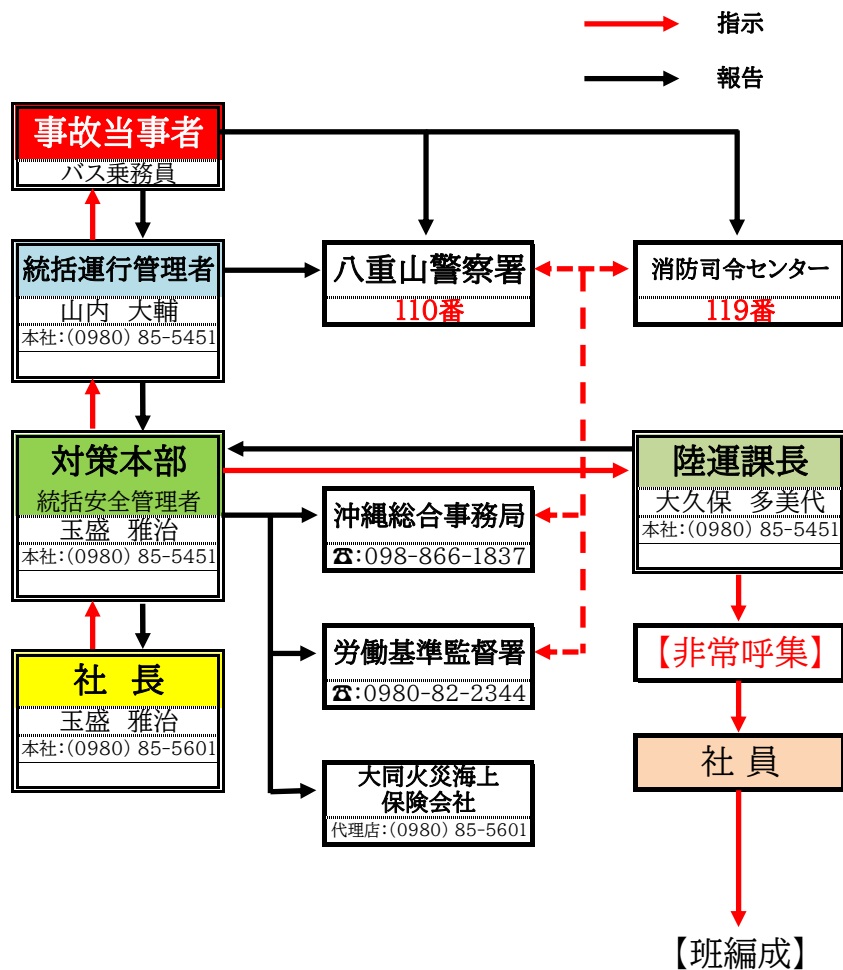 指示
報告
事故当事者
バス乗務員
統括運行管理者
山内 大輔
本社:(0980) 85-5451
八重山警察署
110番
消防司令センター
119番
対策本部
統括安全管理者
玉盛 雅治
本社:(0980) 85-5451
陸運課長
大久保 多美代
本社:(0980) 85-5451
沖縄総合事務局
☎:098-866-1837
労働基準監督署
☎:0980-82-2344
【非常呼集】
社 長
玉盛 雅治
本社:(0980) 85-5601
社 員
大同火災海上
保険会社
代理店:(0980) 85-5601
【班編成】